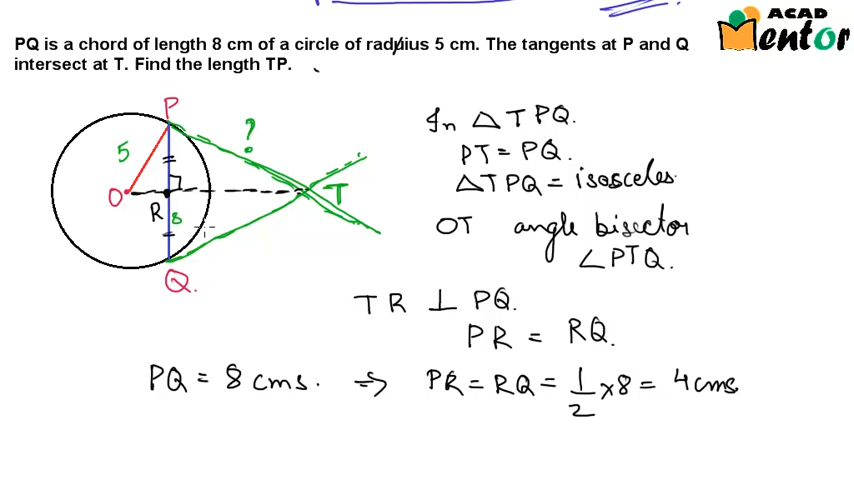 ACAD
Mentor
PQ is a chord of length 8 cm of a circle of radius 5 cm. The tangents at P and Q
intersect at T. Find the length TP.
P
?
5
O
R
8
T
Q.
In △TPQ.
PT = PQ.
△TPQ = isosceles
OT angle bisector
∠PTQ.
TR ⊥ PQ.
PR = RQ.
PQ = 8 cms. ⇒ PR = RQ = 1/2 × 8 = 4 cms